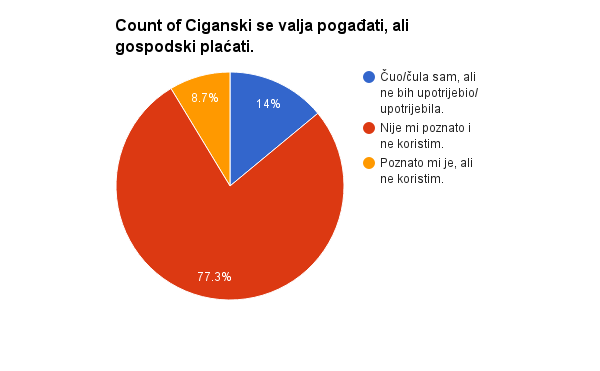 Count of Ciganski se valja pogađati, ali
gospodski plaćati.
8.7%
14%
77.3%
Čuo/čula sam, ali
ne bih upotrijebio/
upotrijebila.
Nije mi poznato i
ne koristim.
Poznato mi je, ali
ne koristim.